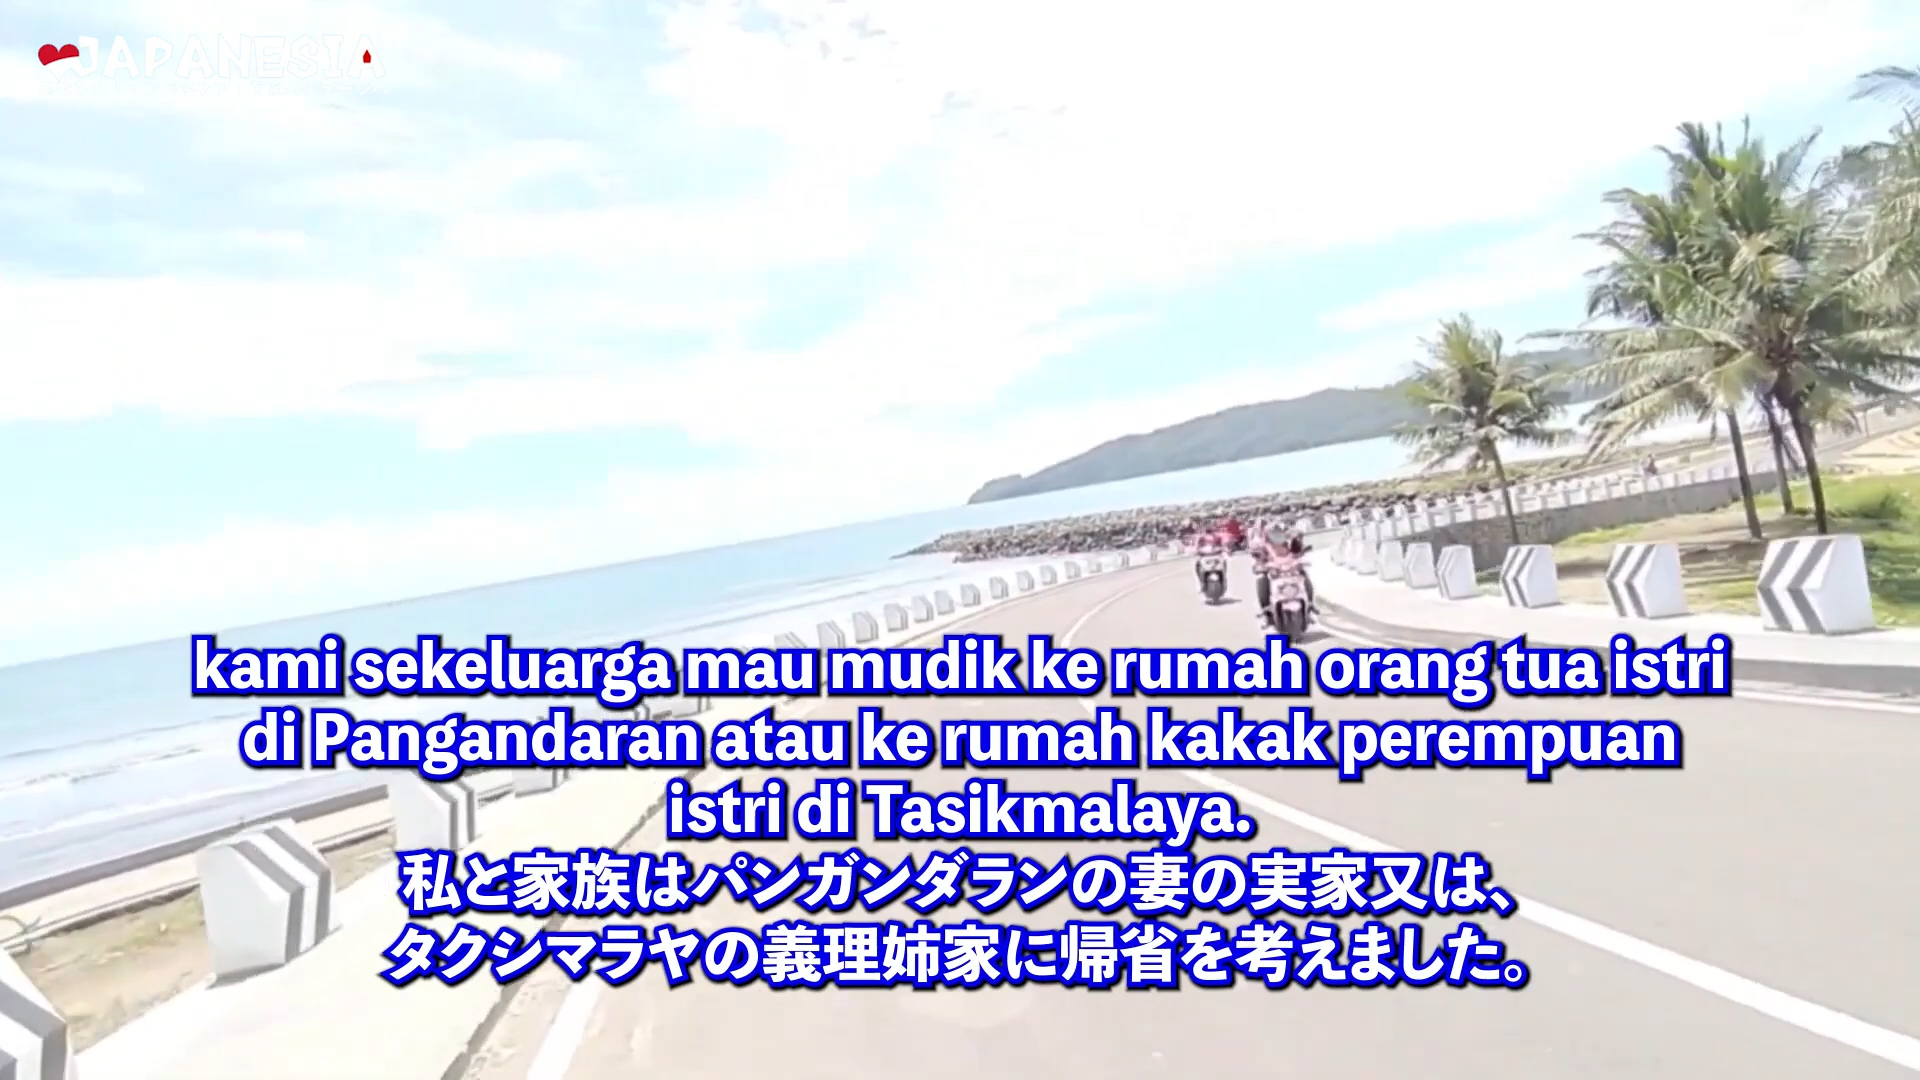 JAPANESIA
kami sekeluarga mau mudik ke rumah orang tua istri
di Pangandaran atau ke rumah kakak perempuan
istri di Tasikmalaya.
私と家族はパンガンダランの妻の実家又は、
タクシマラヤの義理姉家に帰省を考えました。